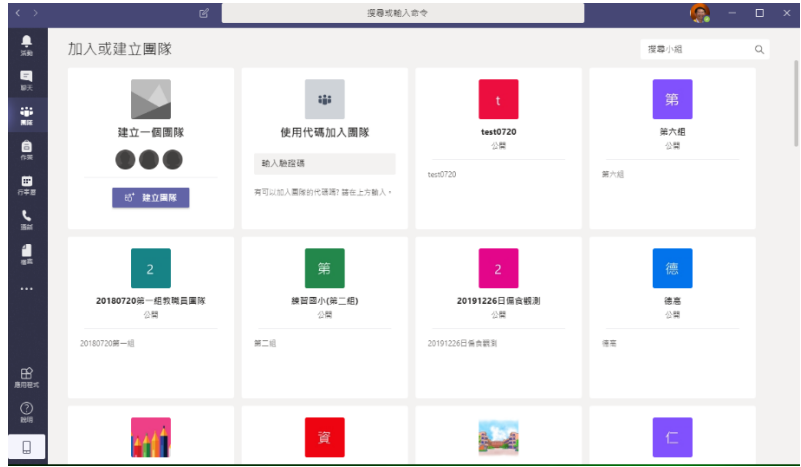 搜尋或輸入命令
活動
聊天
團隊
作業
行事曆
通話
檔案
應用程式
說明
加入或建立團隊
搜尋小組
建立一個團隊
建立團隊
使用代碼加入團隊
輸入驗證碼
有可以加入團隊的代碼嗎? 請在上方輸入。
t
test0720
公開
test0720
第
第六組
公開
第六組
2
20180720第一組教職員團隊
公開
20180720第一組
第
練習國小(第二組)
公開
第二組
2
20191226日偏食觀測
公開
20191226日偏食觀測
德
德高
公開
德高
資
仁